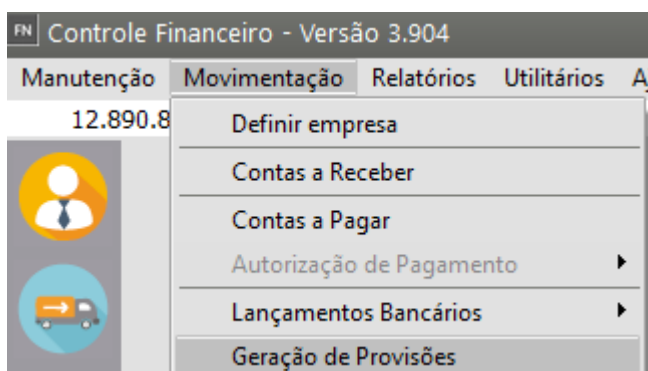 FN Controle Financeiro - Versão 3.904
Manutenção Movimentação Relatórios Utilitários
12.890.8
Definir empresa
Contas a Receber
Contas a Pagar
Autorização de Pagamento
Lançamentos Bancários
Geração de Provisões